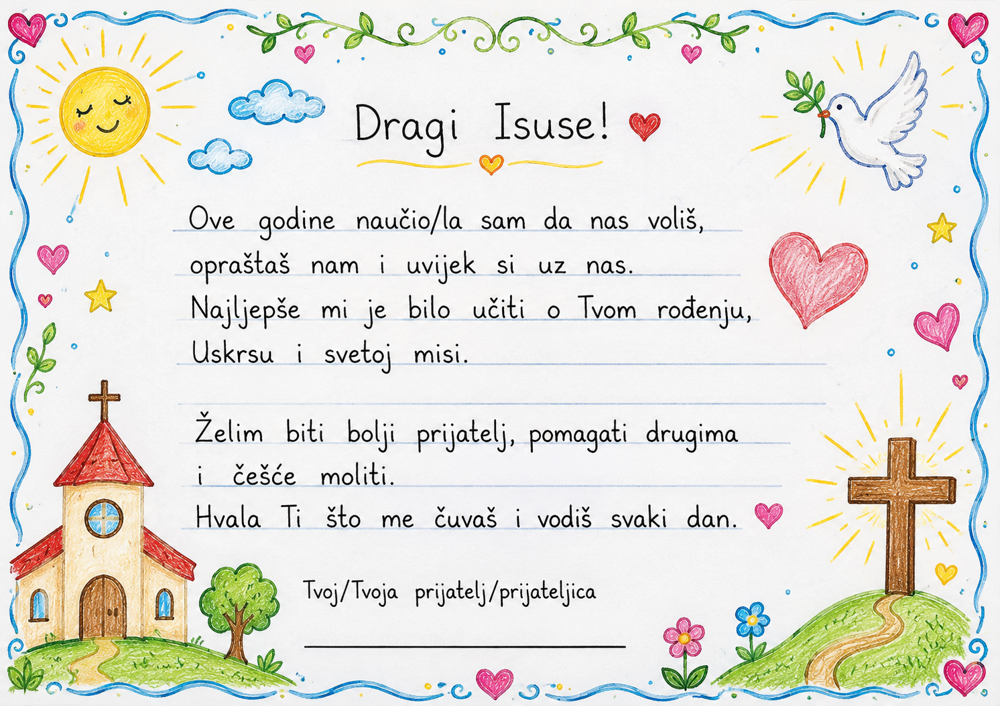 Dragi Isuse!
Ove godine naučio/la sam da nas voliš,
opraštaš nam i uvijek si uz nas.
Najljepše mi je bilo učiti o Tvom rođenju,
Uskrsu i svetoj misi.
Želim biti bolji prijatelj, pomagati drugima
i češće moliti.
Hvala Ti što me čuvaš i vodiš svaki dan.
Tvoj/Tvoja prijatelj/prijateljica